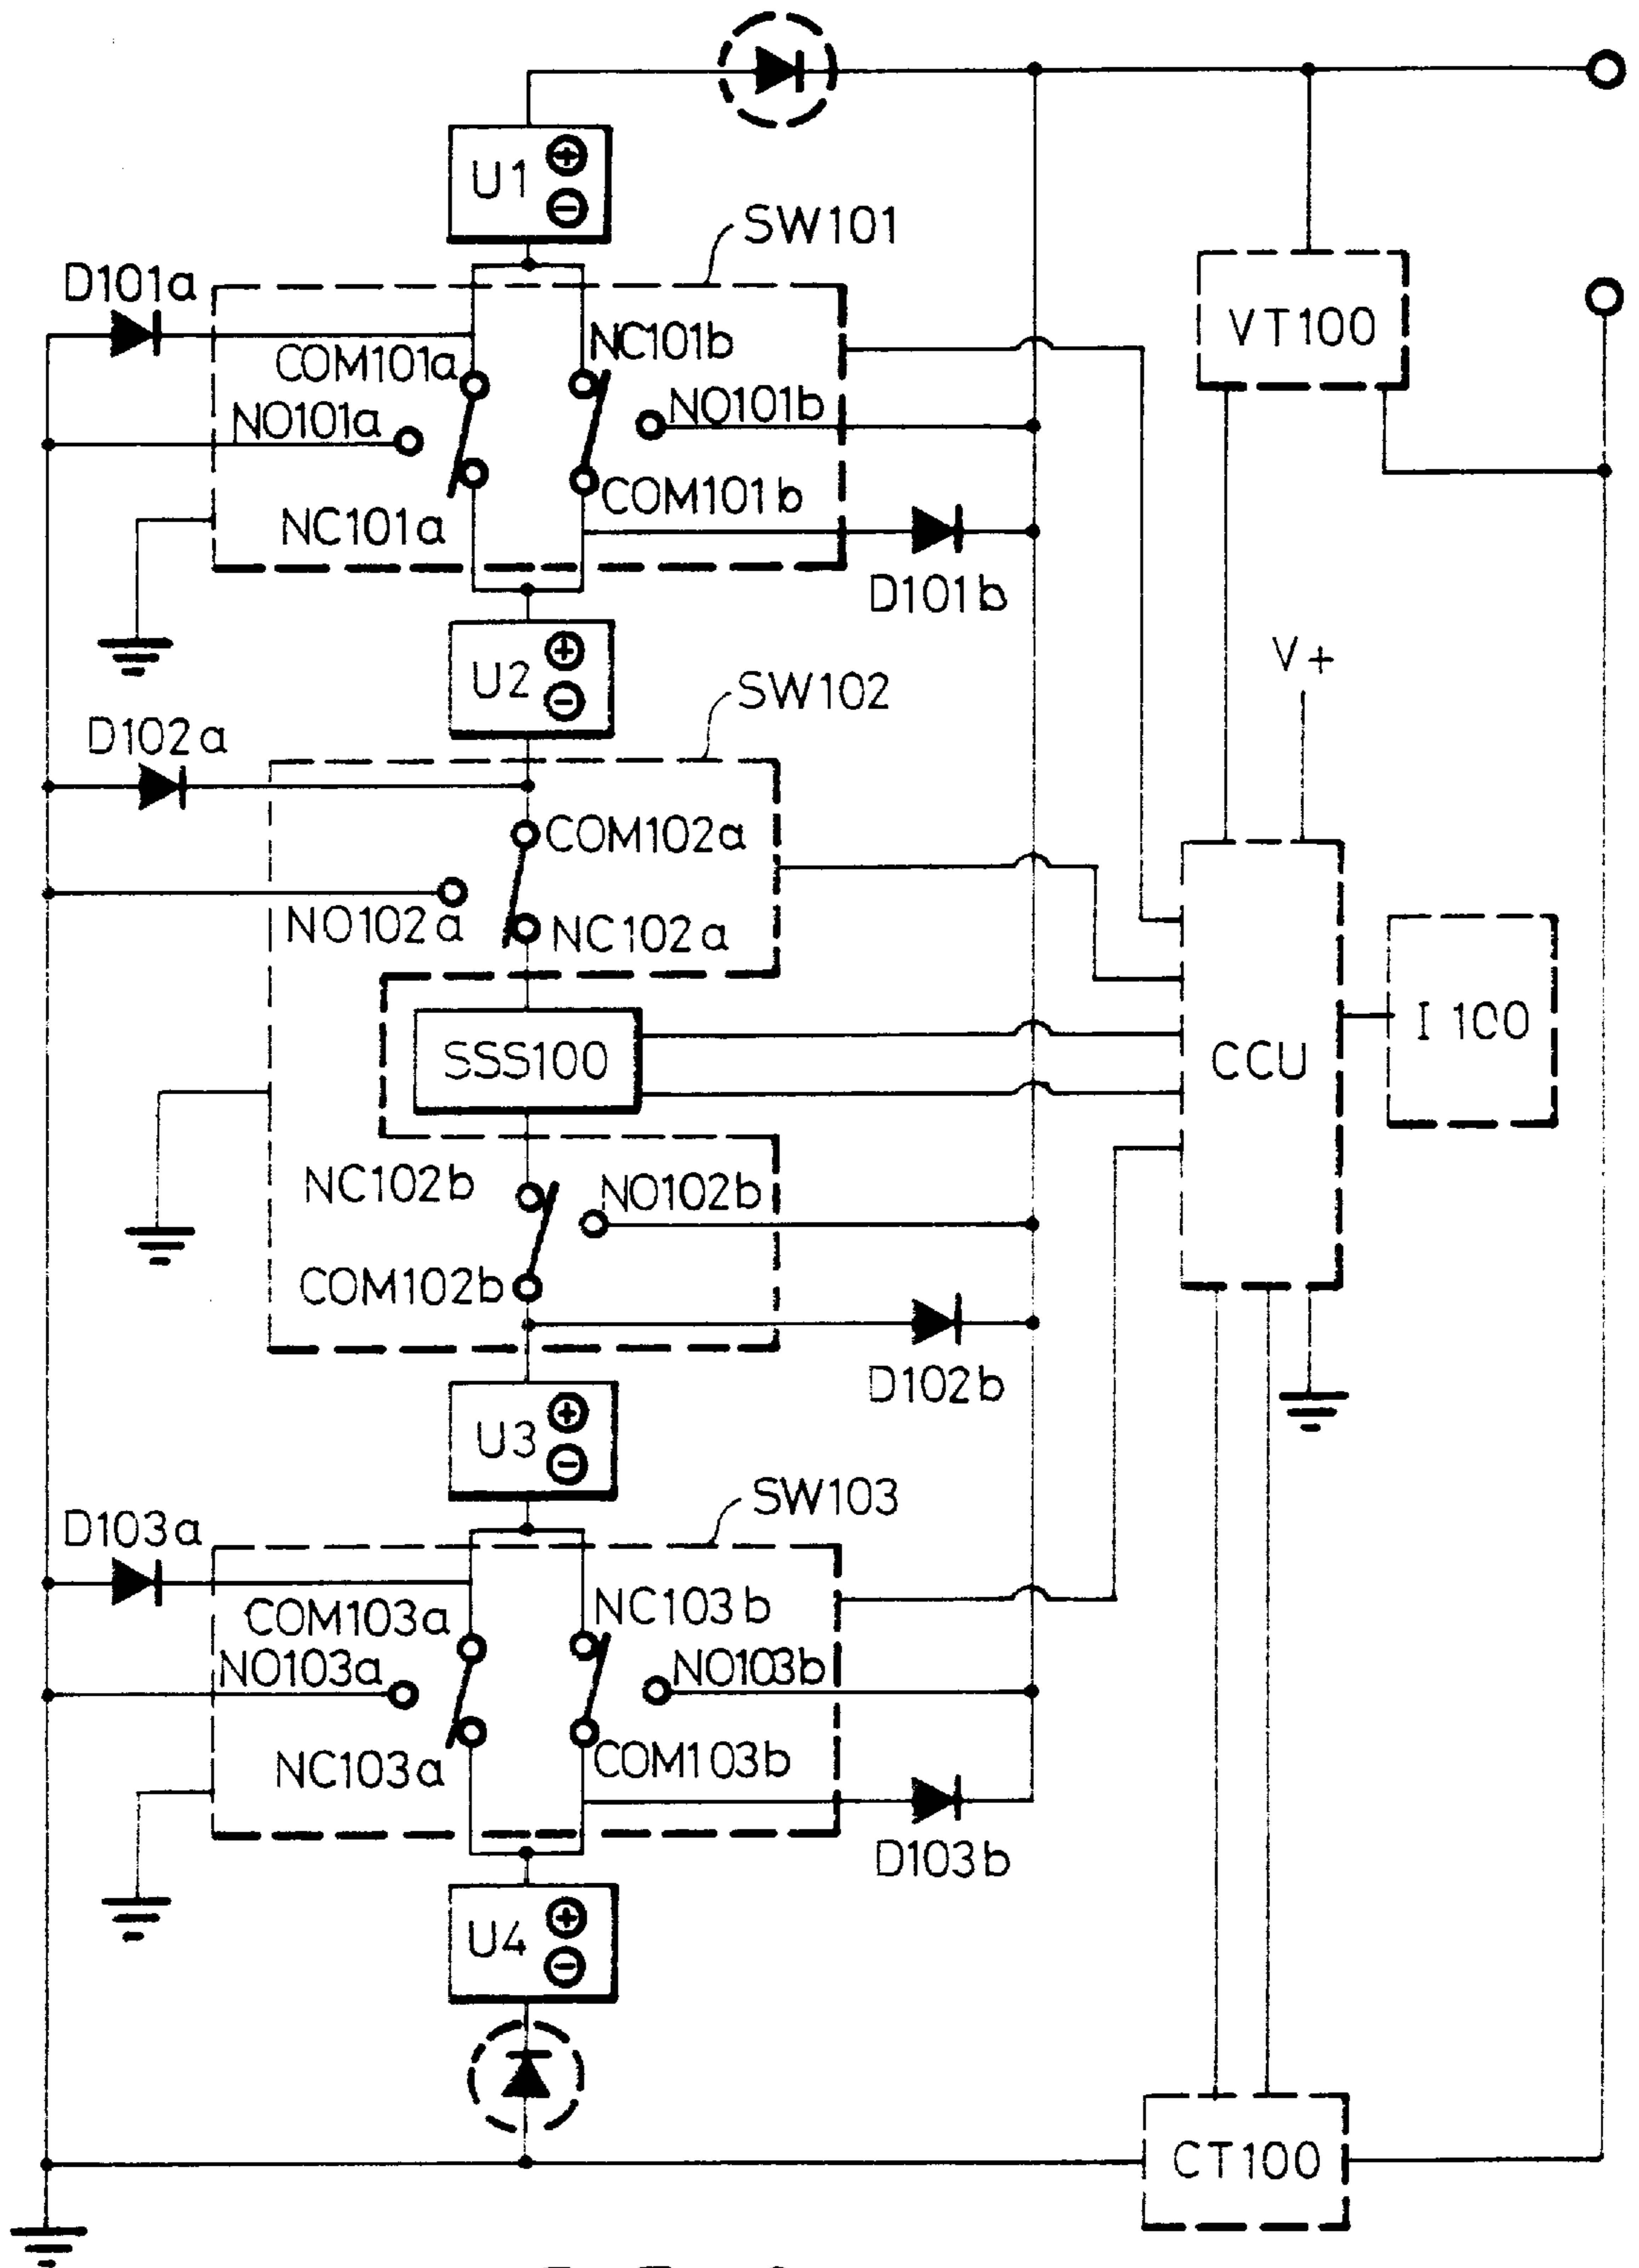 U1 ⊕
⊖
SW101
D101a
VT100
NC101b
COM101a
NO101a
NO101b
COM101b
NC101a
D101b
V+
U2 ⊕
⊖
SW102
D102a
COM102a
NO102a
NC102a
I 100
SSS100
CCU
NC102b
NO102b
COM102b
D102b
U3 ⊕
⊖
SW103
D103a
COM103a
NC103b
NO103a
NO103b
NC103a
COM103b
D103b
U4 ⊕
⊖
CT100